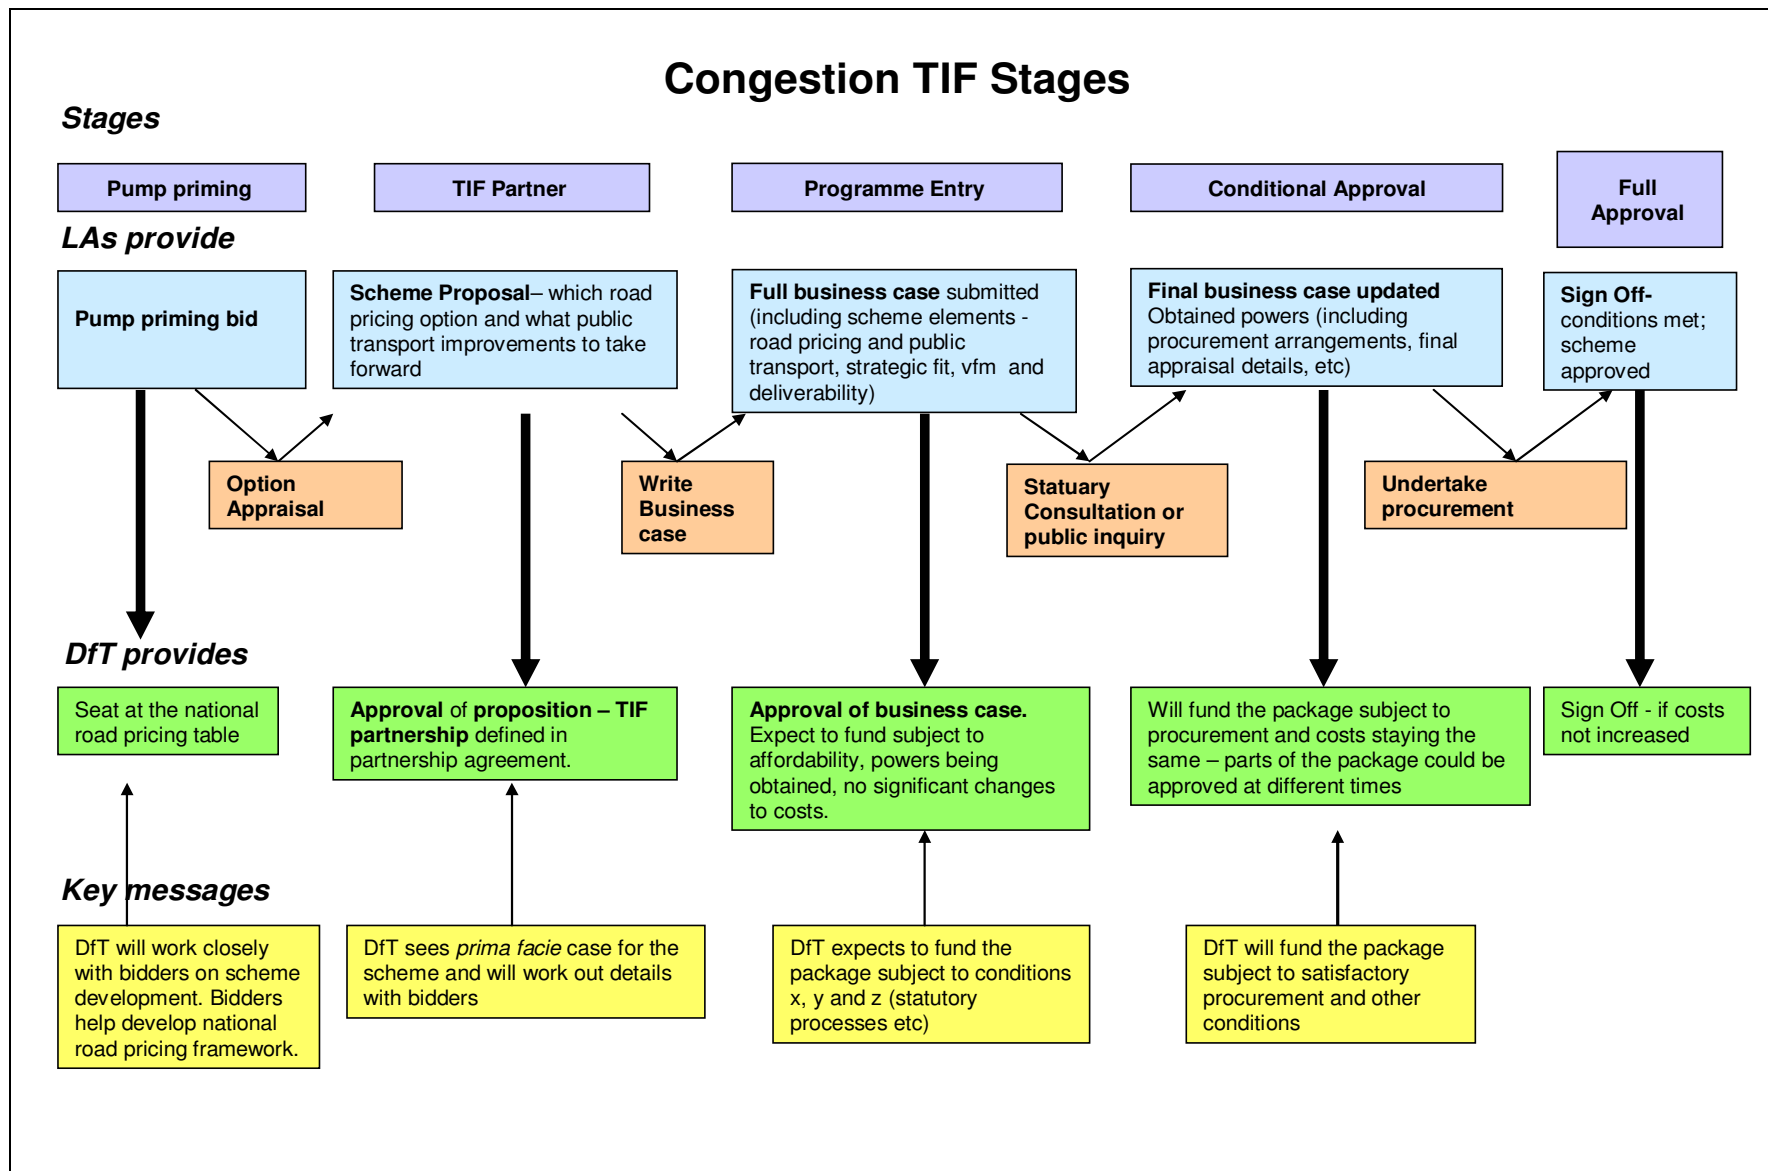 Congestion TIF Stages
Stages
Pump priming
TIF Partner
Programme Entry
Conditional Approval
Full
Approval
LAs provide
Pump priming bid
Scheme Proposal– which road
pricing option and what public
transport improvements to take
forward
Full business case submitted
(including scheme elements -
road pricing and public
transport, strategic fit, vfm and
deliverability)
Final business case updated
Obtained powers (including
procurement arrangements, final
appraisal details, etc)
Sign Off-
conditions met;
scheme
approved
Option
Appraisal
Write
Business
case
Statuary
Consultation or
public inquiry
Undertake
procurement
DfT provides
Seat at the national
road pricing table
Approval of proposition – TIF
partnership defined in
partnership agreement.
Approval of business case.
Expect to fund subject to
affordability, powers being
obtained, no significant changes
to costs.
Will fund the package subject to
procurement and costs staying the
same – parts of the package could be
approved at different times
Sign Off - if costs
not increased
Key messages
DfT will work closely
with bidders on scheme
development. Bidders
help develop national
road pricing framework.
DfT sees prima facie case for the
scheme and will work out details
with bidders
DfT expects to fund the
package subject to conditions
x, y and z (statutory
processes etc)
DfT will fund the package
subject to satisfactory
procurement and other
conditions